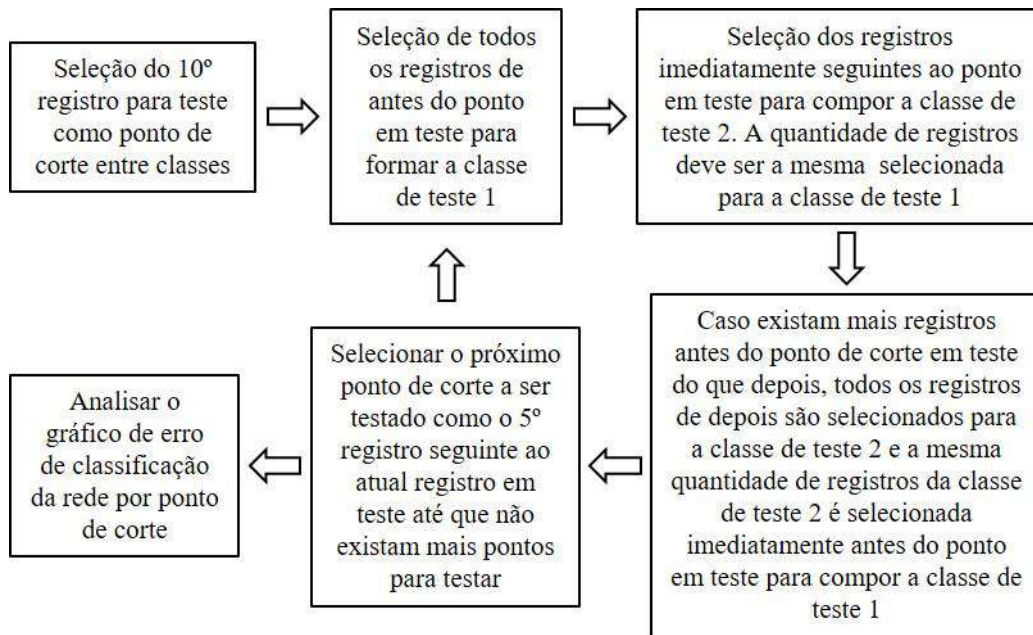 Seleção do 10º
registro para teste
como ponto de
corte entre classes
Seleção de todos
os registros de
antes do ponto
em teste para
formar a classe
de teste 1
Seleção dos registros
imediatamente seguintes ao ponto
em teste para compor a classe de
teste 2. A quantidade de registros
deve ser a mesma selecionada
para a classe de teste 1
Caso existam mais registros
antes do ponto de corte em teste
do que depois, todos os registros
de depois são selecionados para
a classe de teste 2 e a mesma
quantidade de registros da classe
de teste 2 é selecionada
imediatamente antes do ponto
em teste para compor a classe de
teste 1
Selecionar o próximo
ponto de corte a ser
testado como o 5º
registro seguinte ao
atual registro em
teste até que não
existam mais pontos
para testar
Analisar o
gráfico de erro
de classificação
da rede por ponto
de corte